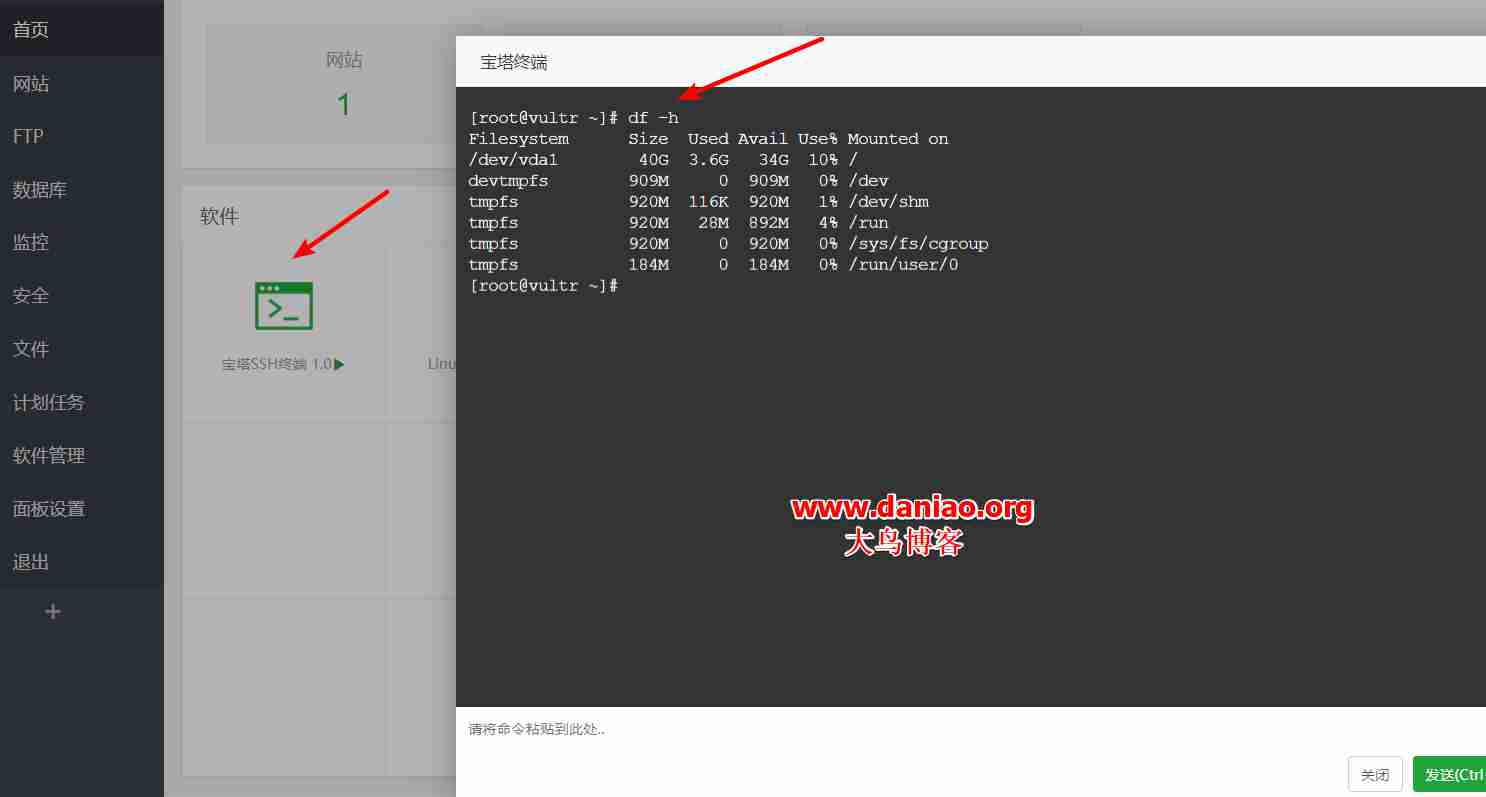 首页
网站
FTP
数据库
监控
安全
文件
计划任务
软件管理
面板设置
退出
+
网站
1
软件
宝塔SSH终端 1.0
Linu
宝塔终端
[root@vultr ~]# df -h
Filesystem Size Used Avail Use% Mounted on
/dev/vda1 40G 3.6G 34G 10% /
devtmpfs 909M 0 909M 0% /dev
tmpfs 920M 116K 920M 1% /dev/shm
tmpfs 920M 28M 892M 4% /run
tmpfs 920M 0 920M 0% /sys/fs/cgroup
tmpfs 184M 0 184M 0% /run/user/0
[root@vultr ~]#
www.daniao.org
大鸟博客
请将命令粘贴到此处..
关闭
发送(Ctrl